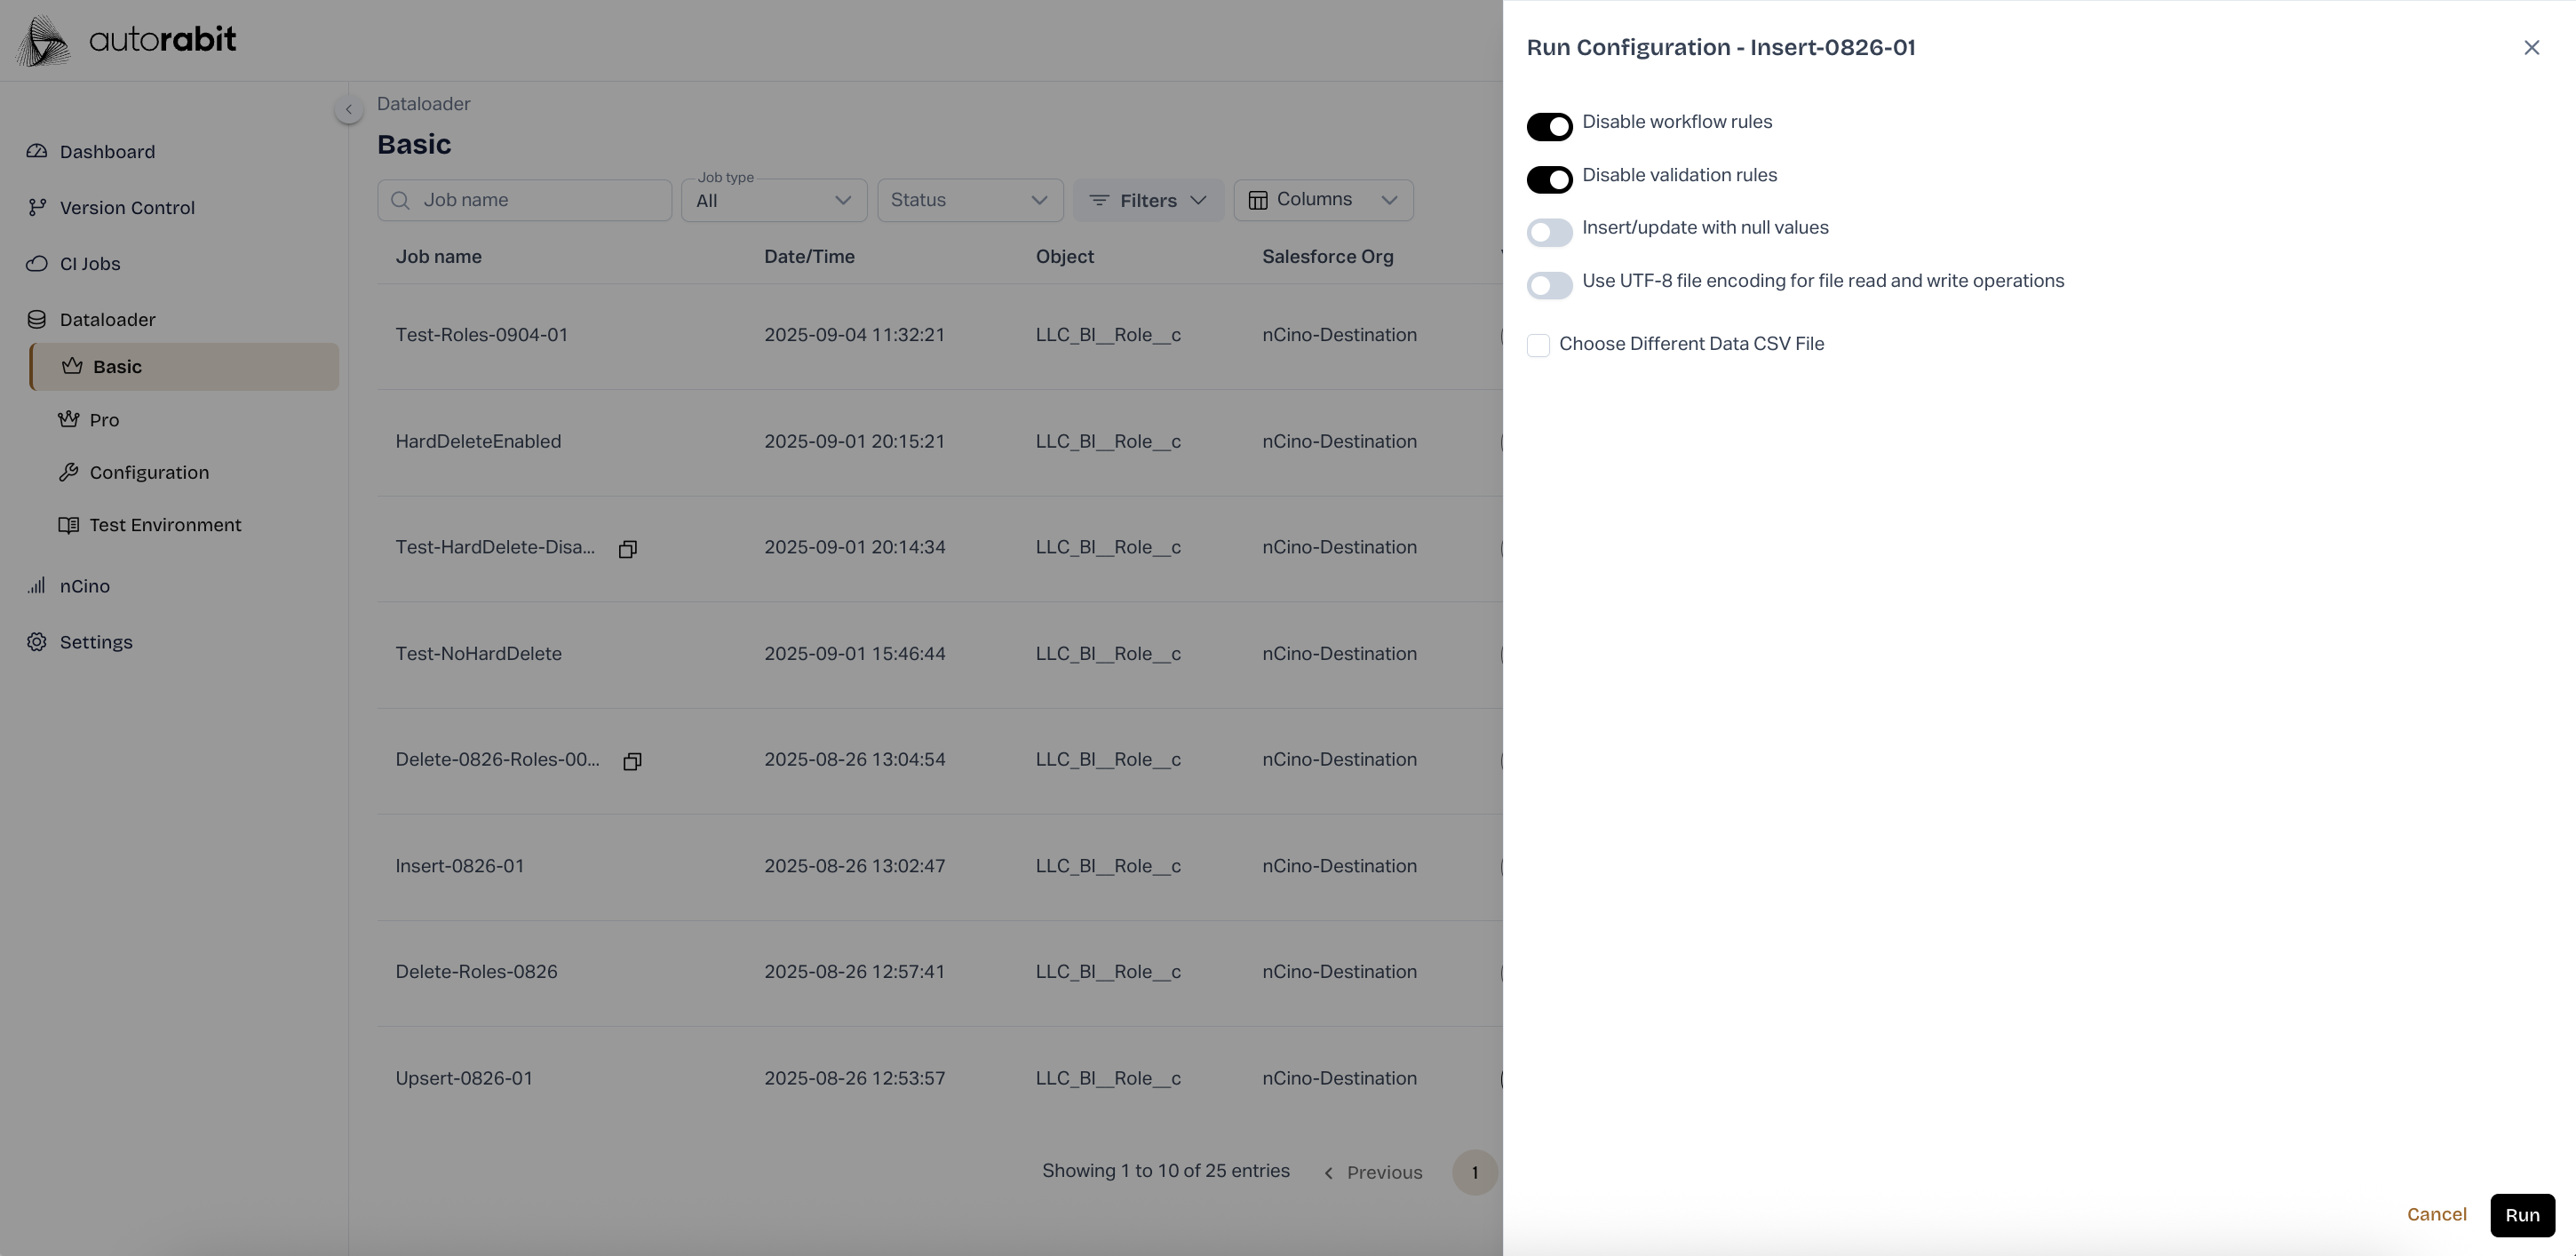 autorabit
Dashboard
Version Control
CI Jobs
Dataloader
Basic
Pro
Configuration
Test Environment
nCino
Settings
Dataloader
Basic
Job name
Job type
All
Status
Filters
Columns
Job name Date/Time Object Salesforce Org
Test-Roles-0904-01 2025-09-04 11:32:21 LLC_BI__Role__c nCino-Destination
HardDeleteEnabled 2025-09-01 20:15:21 LLC_BI__Role__c nCino-Destination
Test-HardDelete-Disa... 2025-09-01 20:14:34 LLC_BI__Role__c nCino-Destination
Test-NoHardDelete 2025-09-01 15:46:44 LLC_BI__Role__c nCino-Destination
Delete-0826-Roles-00... 2025-08-26 13:04:54 LLC_BI__Role__c nCino-Destination
Insert-0826-01 2025-08-26 13:02:47 LLC_BI__Role__c nCino-Destination
Delete-Roles-0826 2025-08-26 12:57:41 LLC_BI__Role__c nCino-Destination
Upsert-0826-01 2025-08-26 12:53:57 LLC_BI__Role__c nCino-Destination
Showing 1 to 10 of 25 entries Previous 1
Run Configuration - Insert-0826-01
Disable workflow rules
Disable validation rules
Insert/update with null values
Use UTF-8 file encoding for file read and write operations
Choose Different Data CSV File
Cancel Run